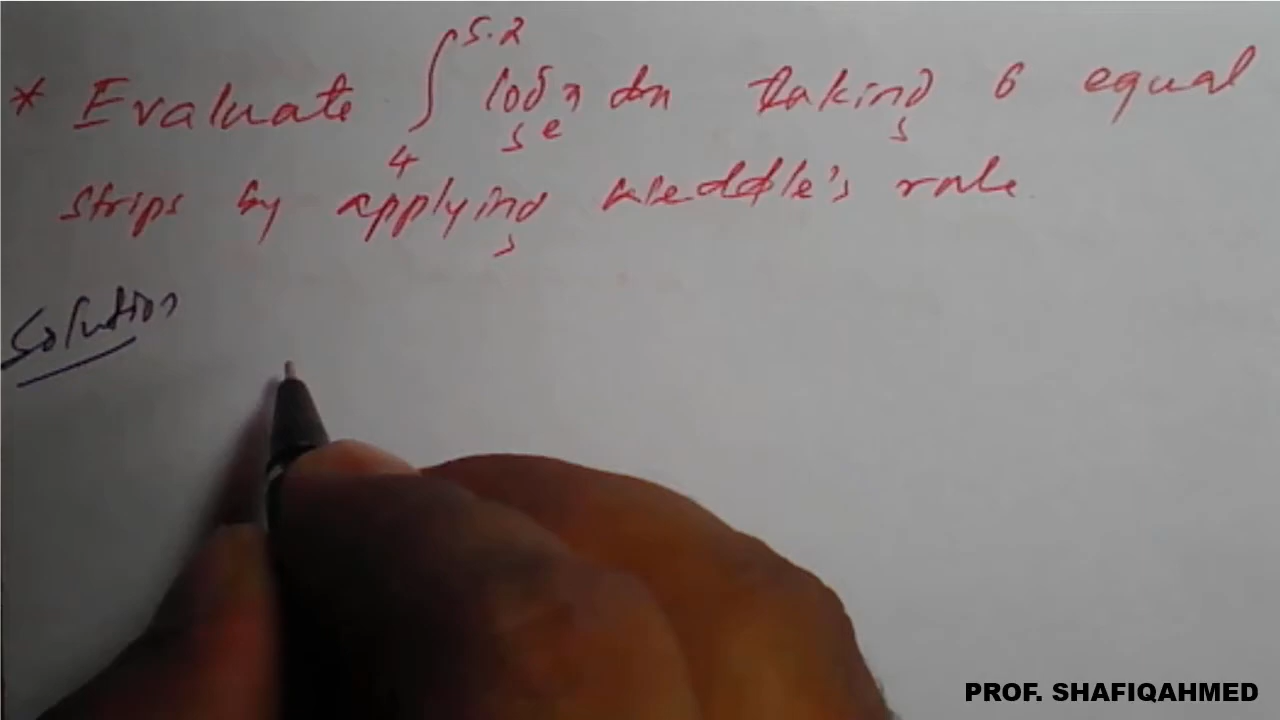 * Evaluate ∫₄^5.2 logₑx dx taking 6 equal
strips by applying Weddle's rule.
Solution
PROF. SHAFIQAHMED